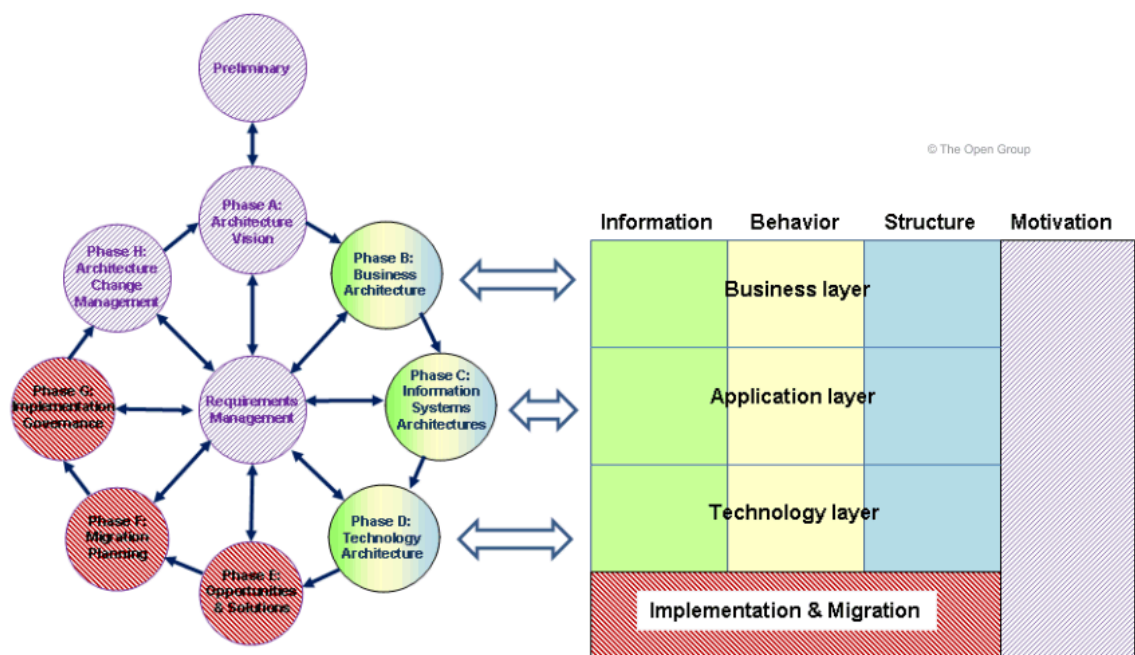 Preliminary
© The Open Group
Phase A:
Architecture
Vision
Information Behavior Structure Motivation
Phase H:
Architecture
Change
Management
Phase B:
Business
Architecture
Business layer
Phase G:
Implementation
Governance
Requirements
Management
Phase C:
Information
Systems
Architectures
Application layer
Phase F:
Migration
Planning
Phase D:
Technology
Architecture
Technology layer
Phase E:
Opportunities
& Solutions
Implementation & Migration